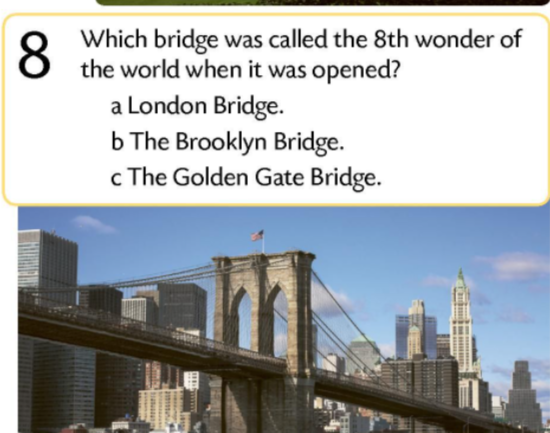 8 Which bridge was called the 8th wonder of
the world when it was opened?
a London Bridge.
b The Brooklyn Bridge.
c The Golden Gate Bridge.